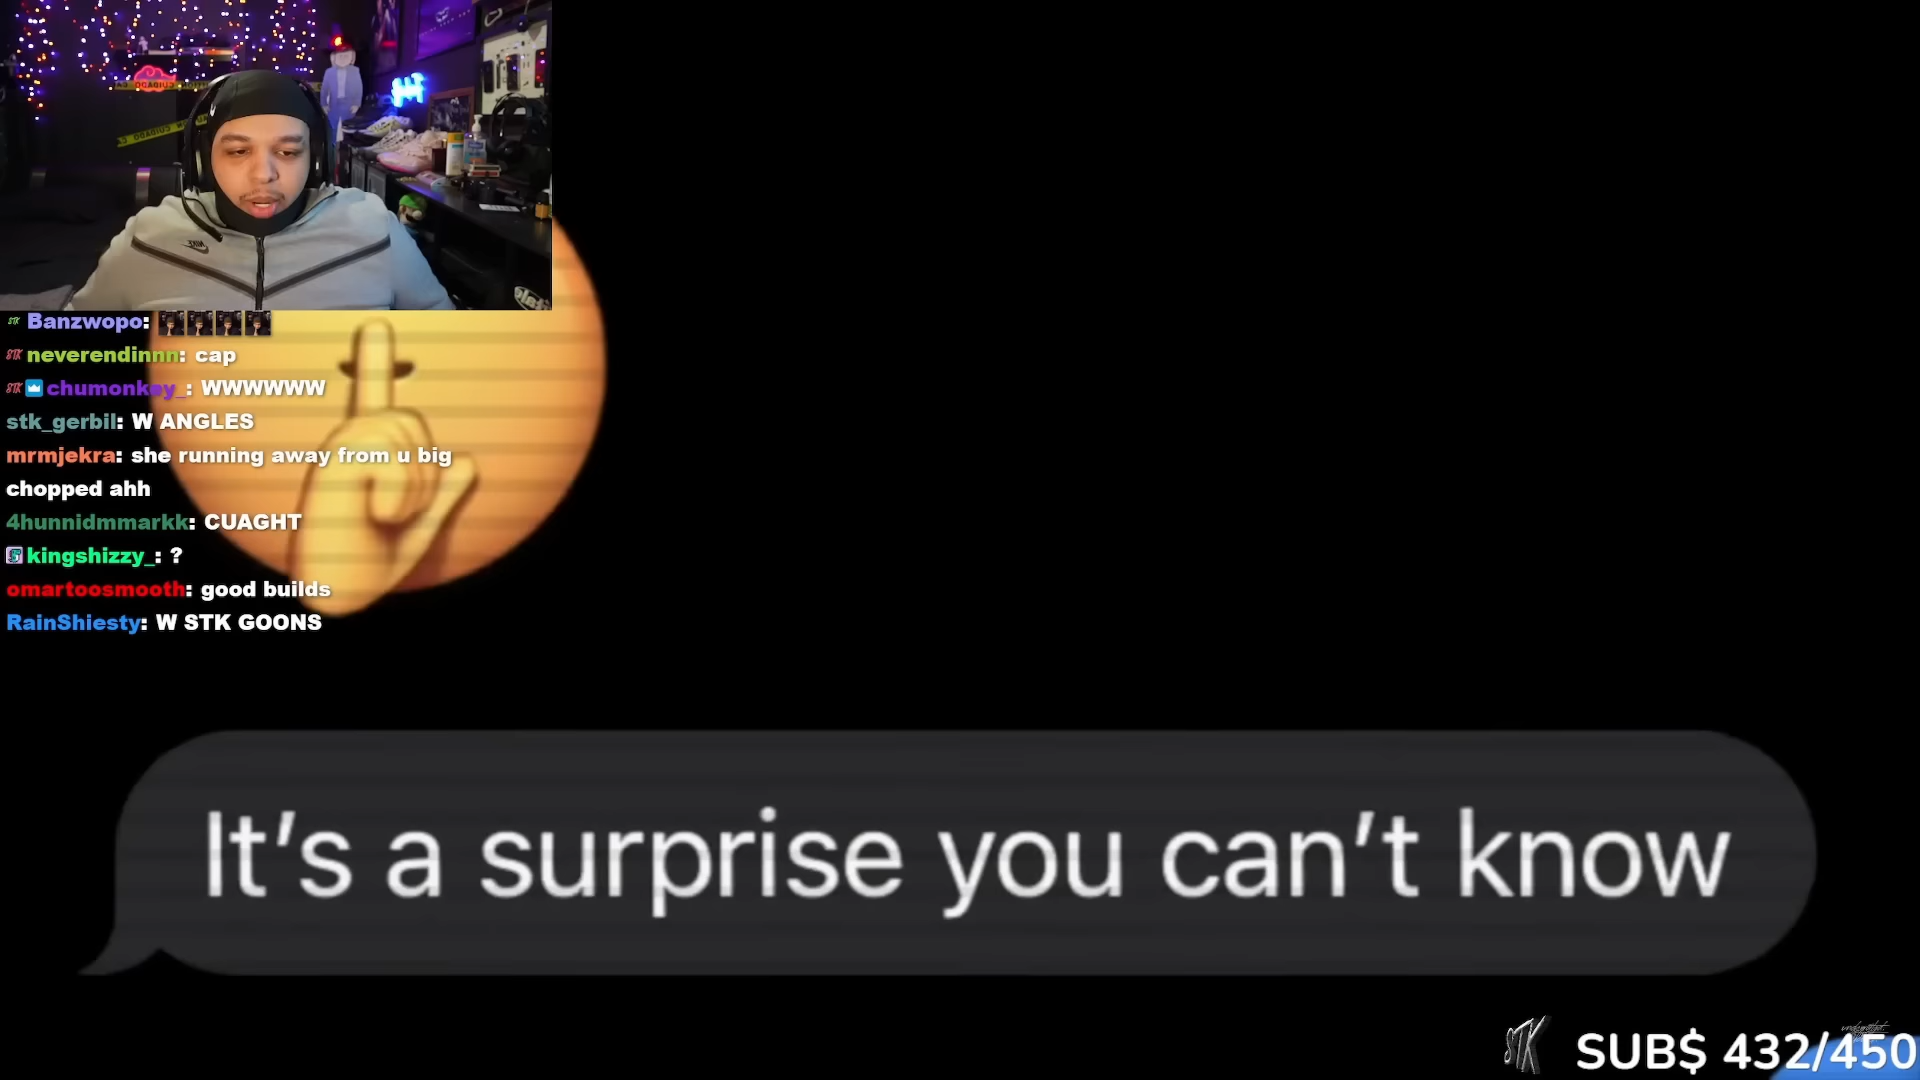 Banzwopo:
neverendinnn: cap
chumonkey_: WWWWWW
stk_gerbil: W ANGLES
mrmjekra: she running away from u big
chopped ahh
4hunnidmmarkk: CUAGHT
kingshizzy_: ?
omartoosmooth: good builds
RainShiesty: W STK GOONS
It’s a surprise you can’t know
STK SUB$ 432/450